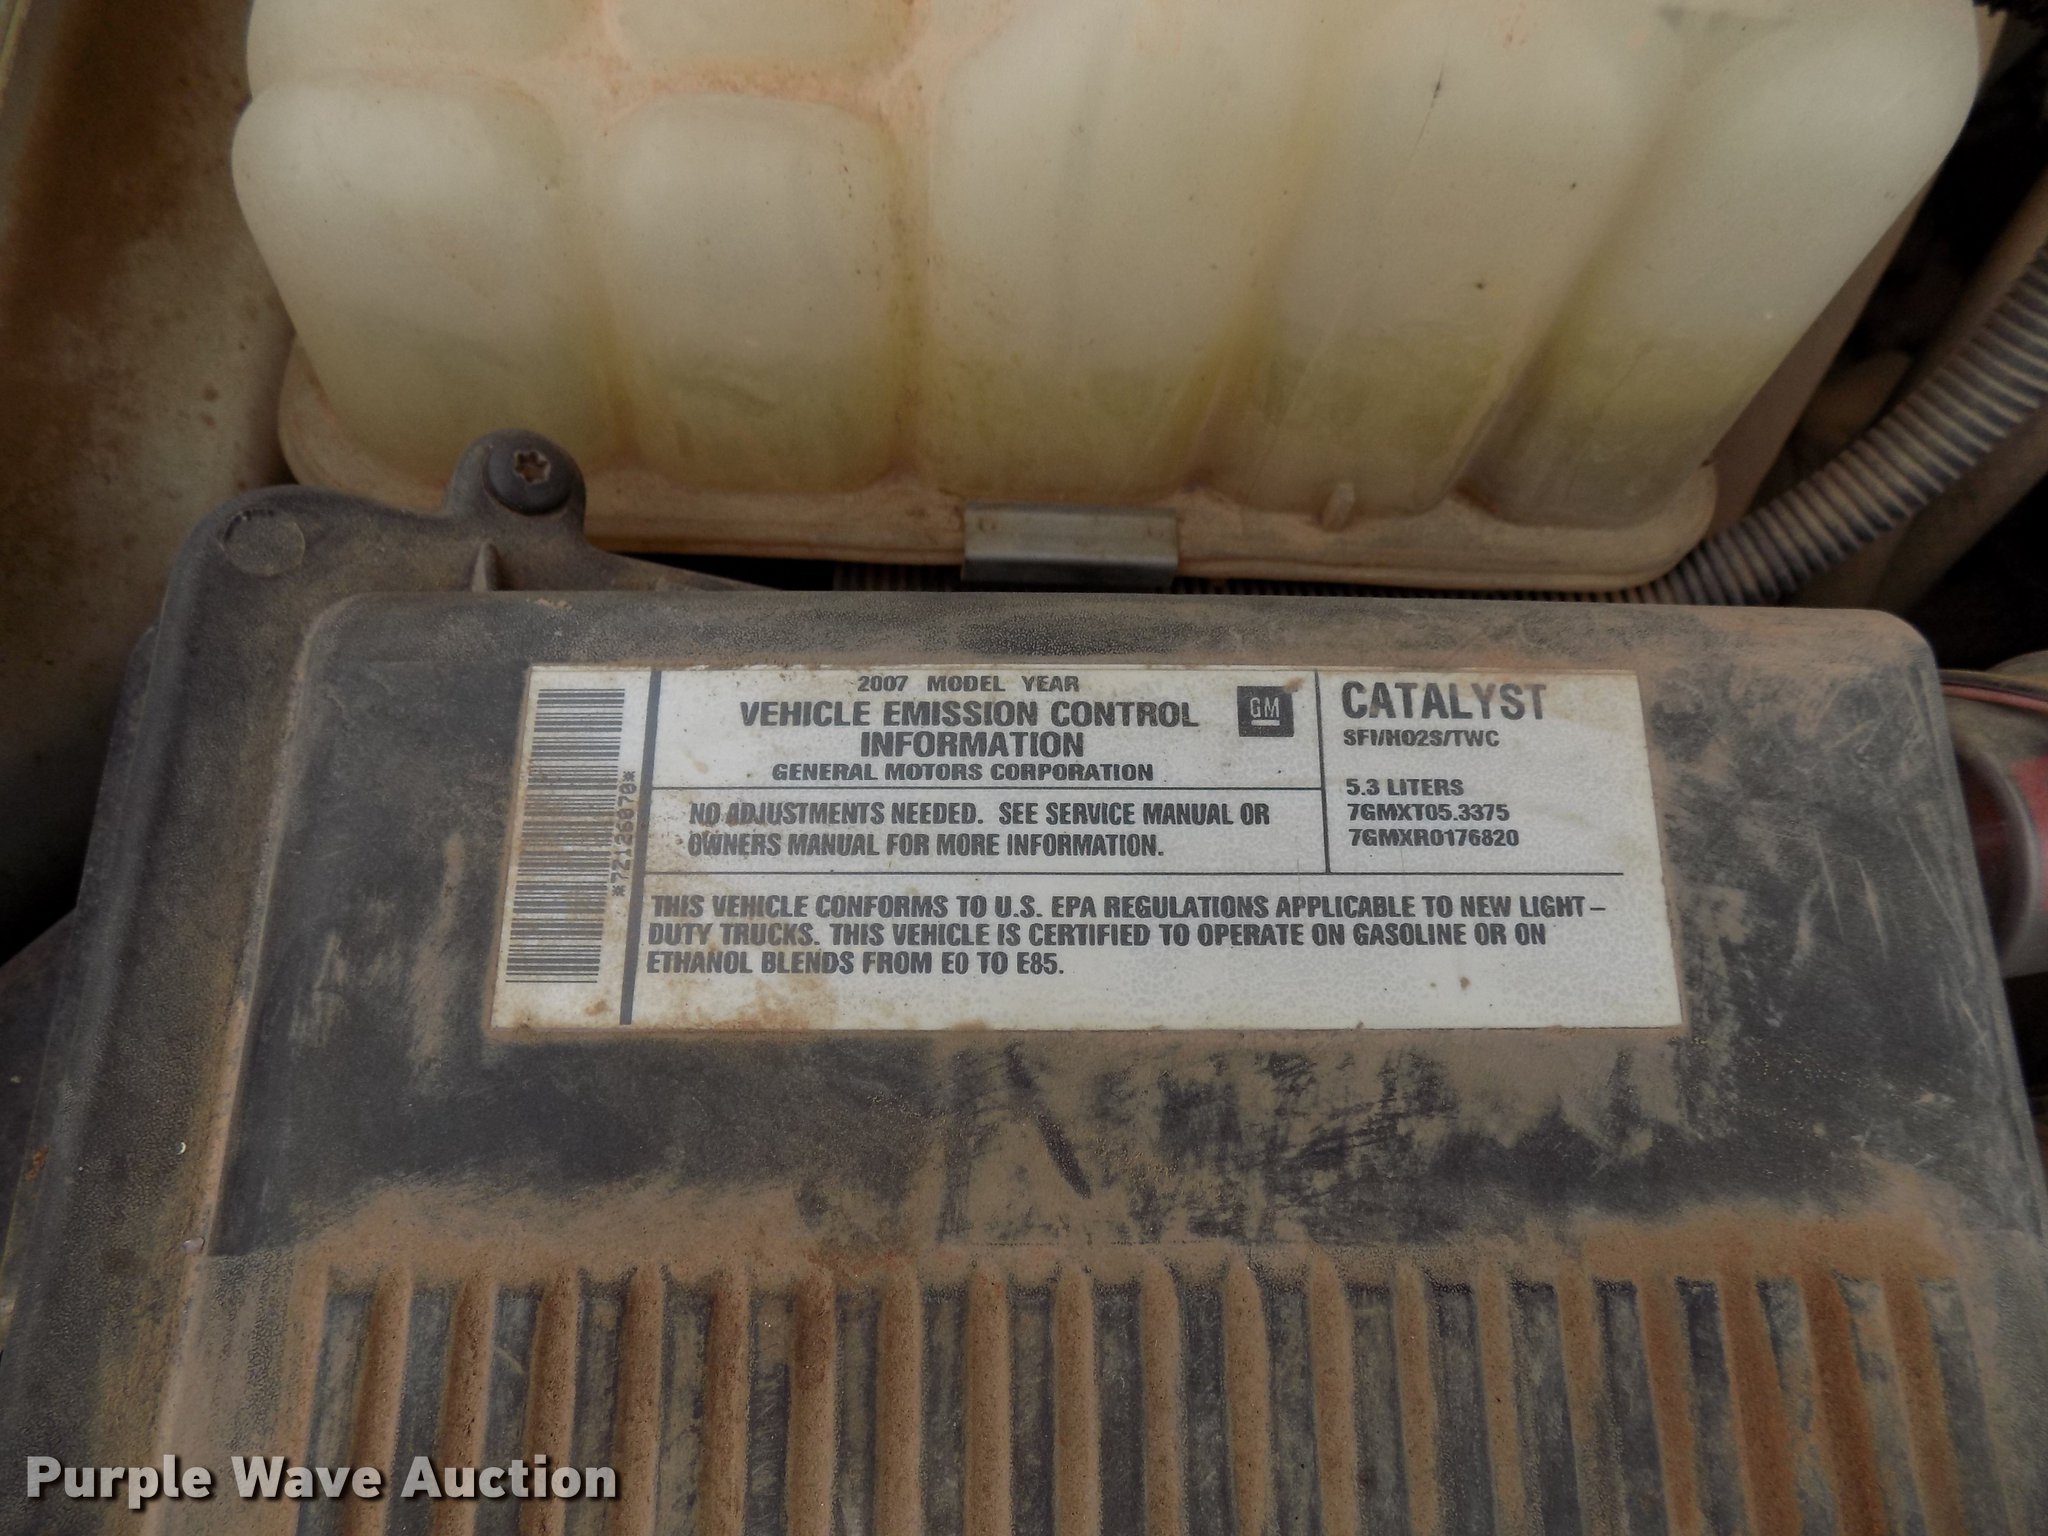 2007 MODEL YEAR
VEHICLE EMISSION CONTROL
INFORMATION
GENERAL MOTORS CORPORATION
GM
NO ADJUSTMENTS NEEDED. SEE SERVICE MANUAL OR
OWNERS MANUAL FOR MORE INFORMATION.
CATALYST
SFI/HO2S/TWC
5.3 LITERS
7GMXT05.3375
7GMXR0176820
THIS VEHICLE CONFORMS TO U.S. EPA REGULATIONS APPLICABLE TO NEW LIGHT-
DUTY TRUCKS. THIS VEHICLE IS CERTIFIED TO OPERATE ON GASOLINE OR ON
ETHANOL BLENDS FROM E0 TO E85.
*721266070*
Purple Wave Auction